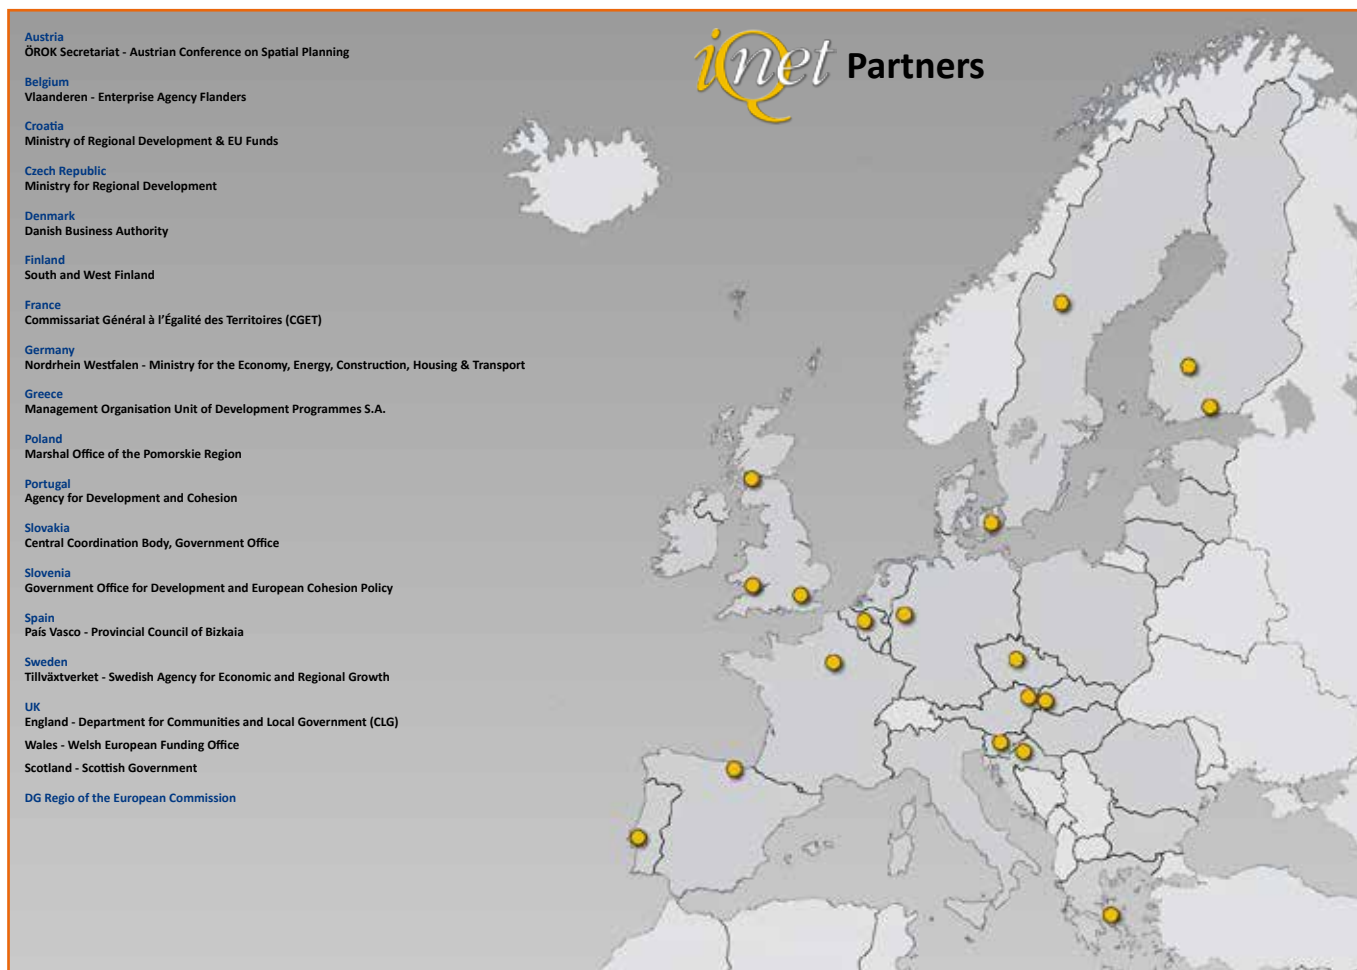 iQnet Partners
Austria
ÖROK Secretariat - Austrian Conference on Spatial Planning
Belgium
Vlaanderen - Enterprise Agency Flanders
Croatia
Ministry of Regional Development & EU Funds
Czech Republic
Ministry for Regional Development
Denmark
Danish Business Authority
Finland
South and West Finland
France
Commissariat Général à l’Égalité des Territoires (CGET)
Germany
Nordrhein Westfalen - Ministry for the Economy, Energy, Construction, Housing & Transport
Greece
Management Organisation Unit of Development Programmes S.A.
Poland
Marshal Office of the Pomorskie Region
Portugal
Agency for Development and Cohesion
Slovakia
Central Coordination Body, Government Office
Slovenia
Government Office for Development and European Cohesion Policy
Spain
País Vasco - Provincial Council of Bizkaia
Sweden
Tillväxtverket - Swedish Agency for Economic and Regional Growth
UK
England - Department for Communities and Local Government (CLG)
Wales - Welsh European Funding Office
Scotland - Scottish Government
DG Regio of the European Commission